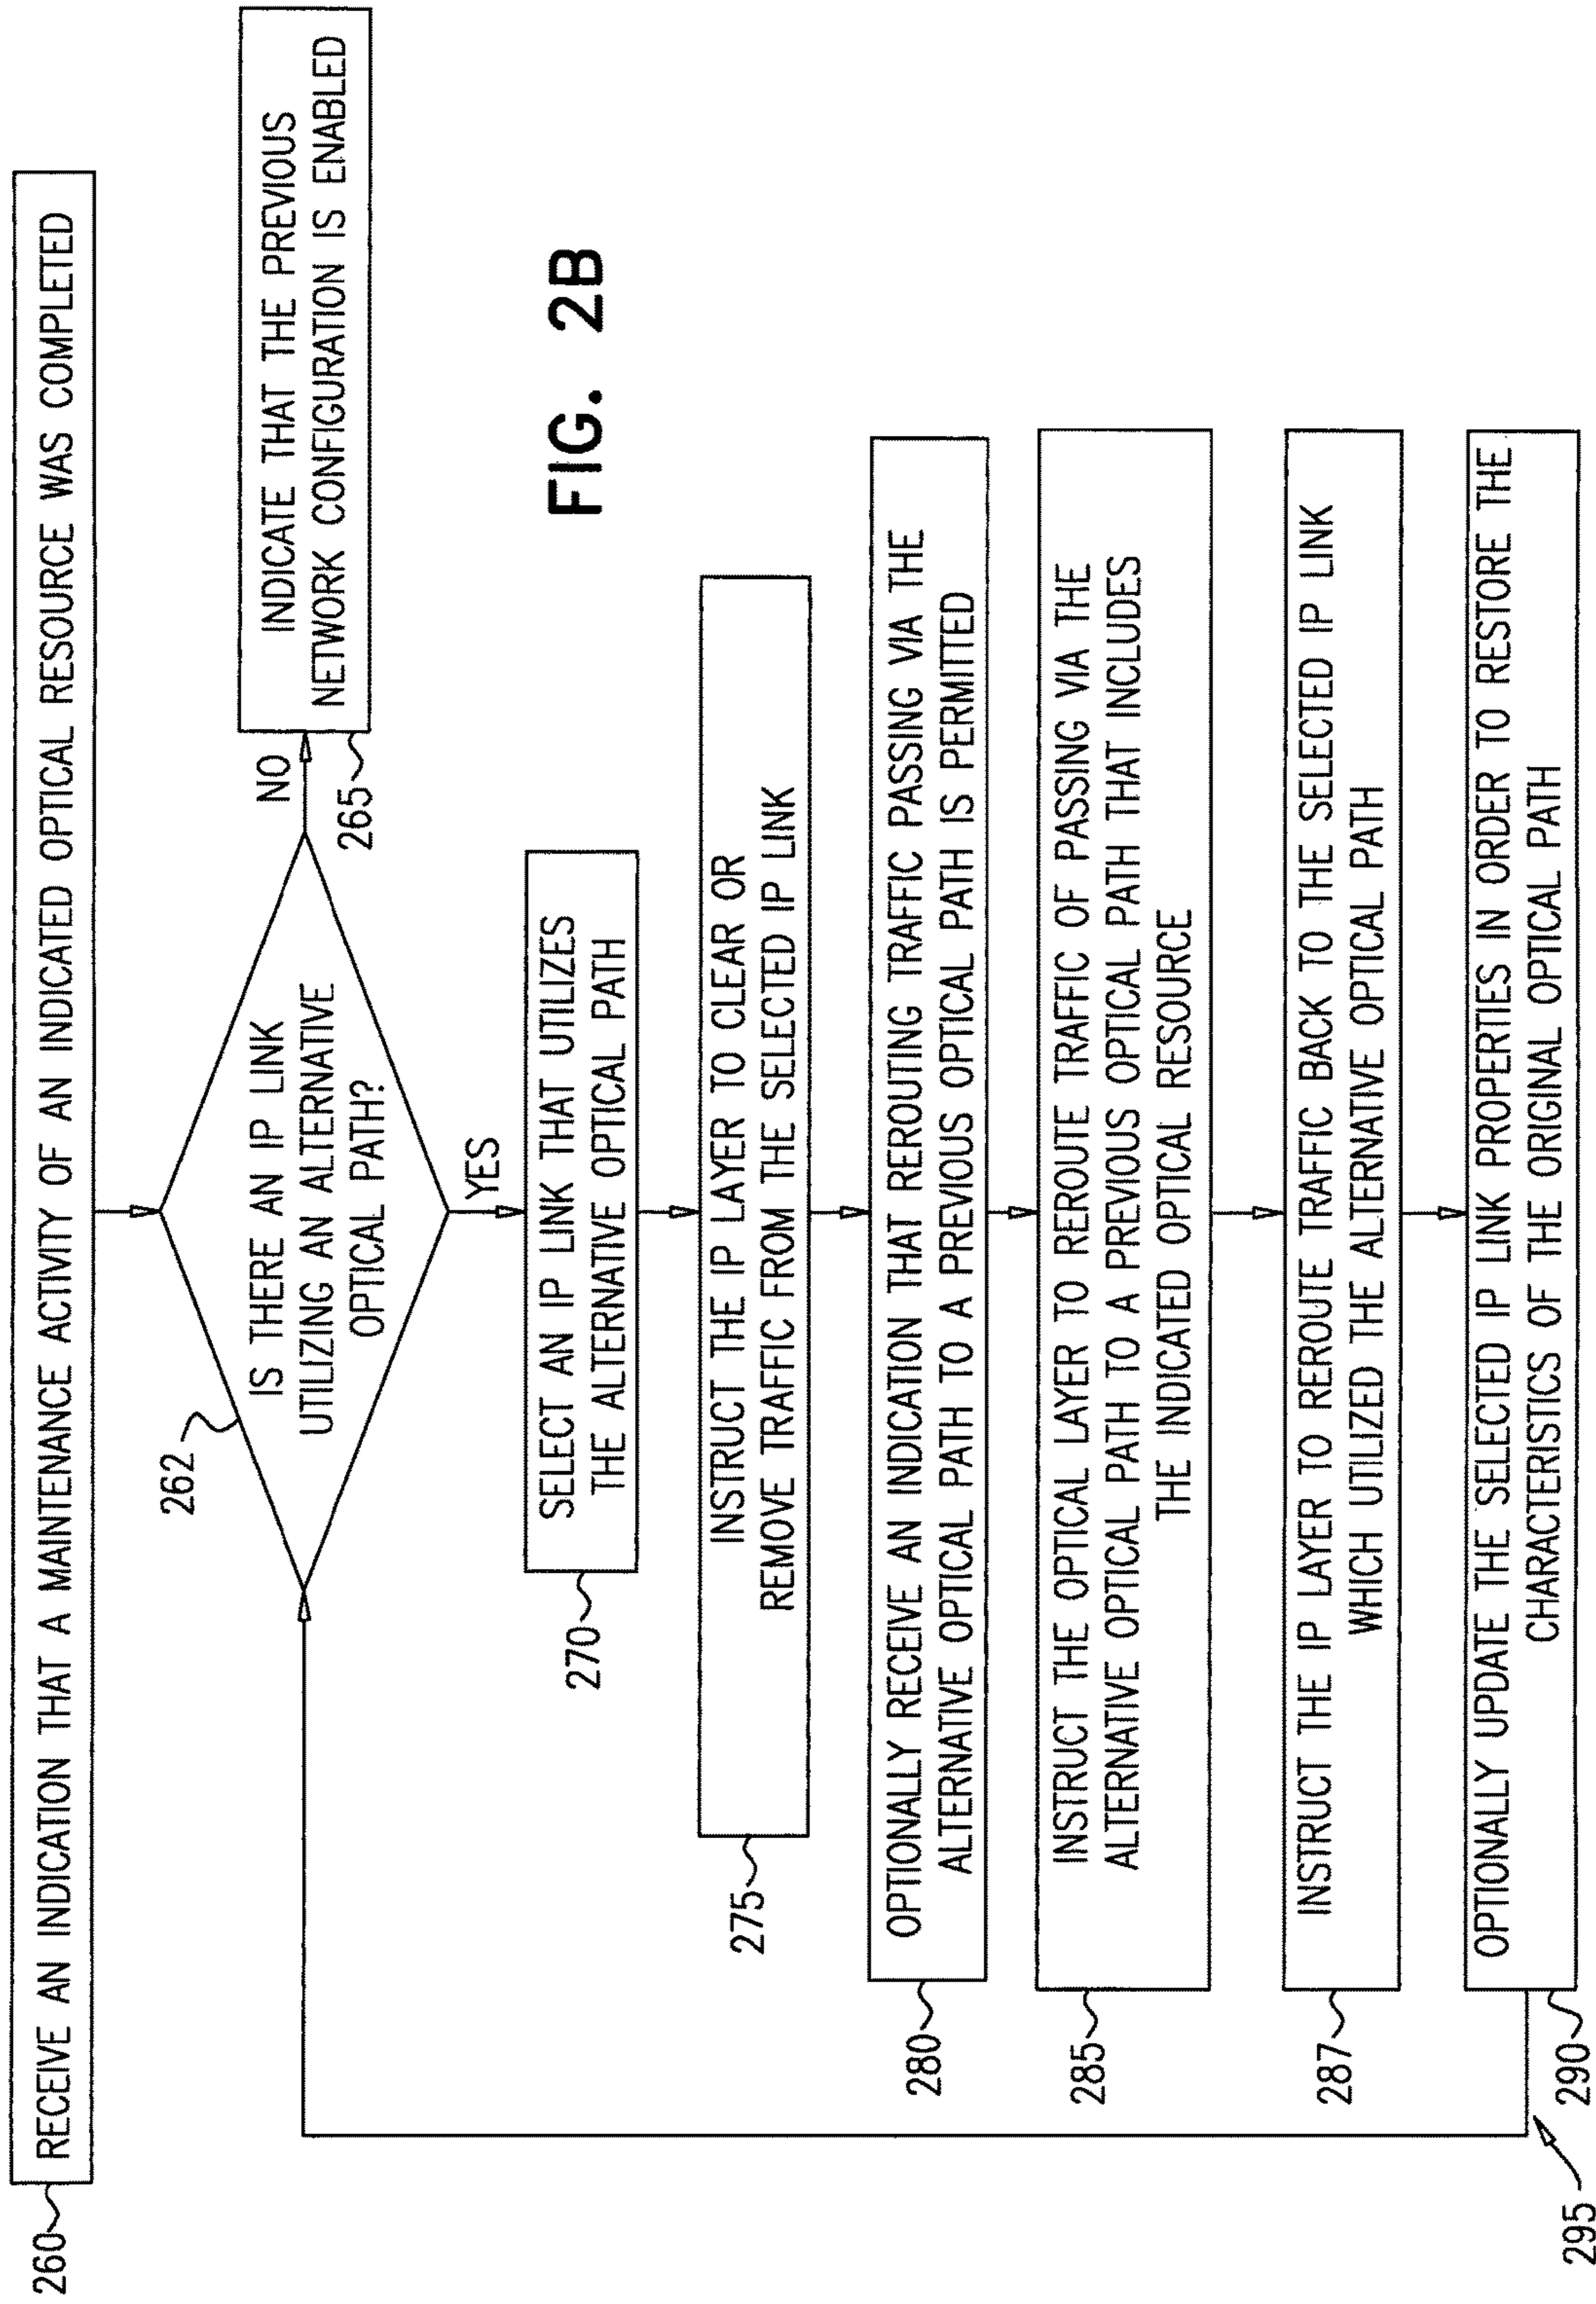 260
RECEIVE AN INDICATION THAT A MAINTENANCE ACTIVITY OF AN INDICATED OPTICAL RESOURCE WAS COMPLETED
262
IS THERE AN IP LINK
UTILIZING AN ALTERNATIVE
OPTICAL PATH?
NO
265
INDICATE THAT THE PREVIOUS
NETWORK CONFIGURATION IS ENABLED
YES
270
SELECT AN IP LINK THAT UTILIZES
THE ALTERNATIVE OPTICAL PATH
FIG. 2B
275
INSTRUCT THE IP LAYER TO CLEAR OR
REMOVE TRAFFIC FROM THE SELECTED IP LINK
280
OPTIONALLY RECEIVE AN INDICATION THAT REROUTING TRAFFIC PASSING VIA THE
ALTERNATIVE OPTICAL PATH TO A PREVIOUS OPTICAL PATH IS PERMITTED
285
INSTRUCT THE OPTICAL LAYER TO REROUTE TRAFFIC OF PASSING VIA THE
ALTERNATIVE OPTICAL PATH TO A PREVIOUS OPTICAL PATH THAT INCLUDES
THE INDICATED OPTICAL RESOURCE
287
INSTRUCT THE IP LAYER TO REROUTE TRAFFIC BACK TO THE SELECTED IP LINK
WHICH UTILIZED THE ALTERNATIVE OPTICAL PATH
290
OPTIONALLY UPDATE THE SELECTED IP LINK PROPERTIES IN ORDER TO RESTORE THE
CHARACTERISTICS OF THE ORIGINAL OPTICAL PATH
295